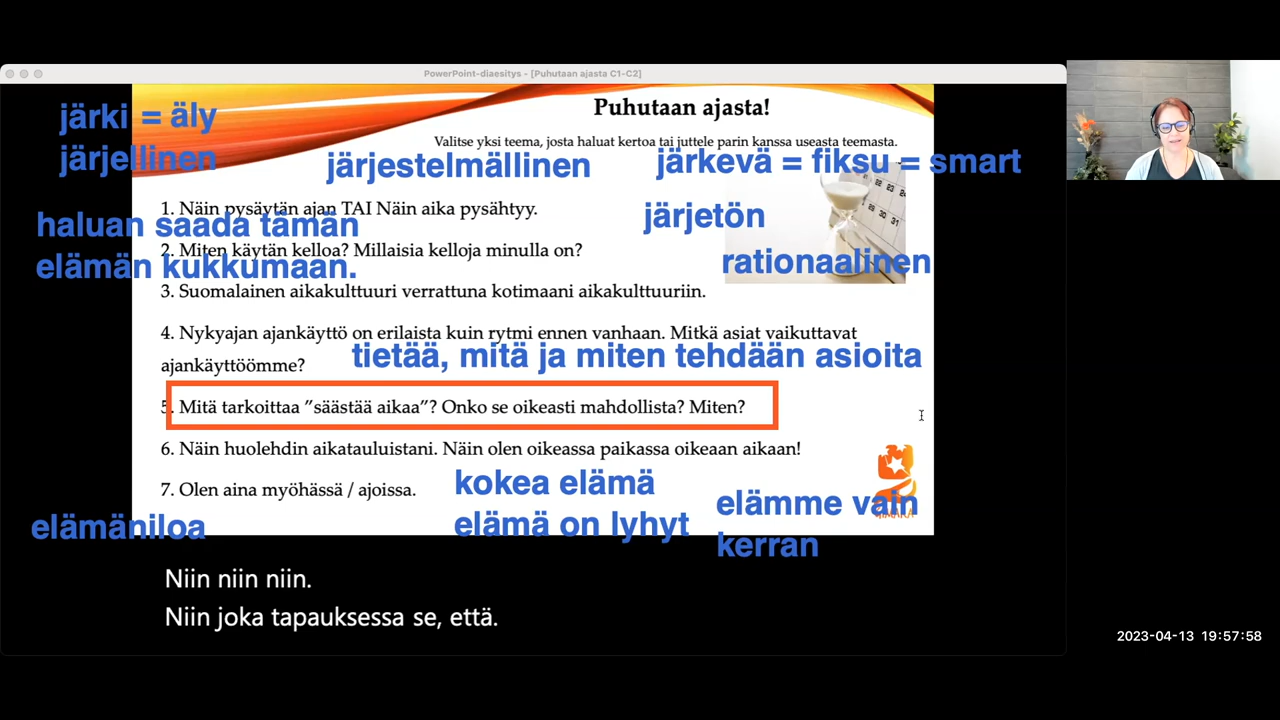 PowerPoint-diaesitys - [Puhutaan ajasta C1-C2]
Puhutaan ajasta!
järki = äly
järjellinen
Valitse yksi teema, josta haluat kertoa tai juttele parin kanssa useasta teemasta.
järjestelmällinen
järkevä = fiksu = smart
järjetön
rationaalinen
1. Näin pysäytän ajan TAI Näin aika pysähtyy.
haluan saada tämän
elämän kukkumaan.
2. Miten käytän kelloa? Millaisia kelloja minulla on?
3. Suomalainen aikakulttuuri verrattuna kotimaani aikakulttuuriin.
4. Nykyajan ajankäyttö on erilaista kuin rytmi ennen vanhaan. Mitkä asiat vaikuttavat
ajankäyttöömme?
tietää, mitä ja miten tehdään asioita
5. Mitä tarkoittaa ”säästää aikaa”? Onko se oikeasti mahdollista? Miten?
6. Näin huolehdin aikatauluistani. Näin olen oikeassa paikassa oikeaan aikaan!
7. Olen aina myöhässä / ajoissa.
kokea elämä
elämä on lyhyt
elämme vain
kerran
elämäniloa
Niin niin niin.
Niin joka tapauksessa se, että.
2023-04-13 19:57:58